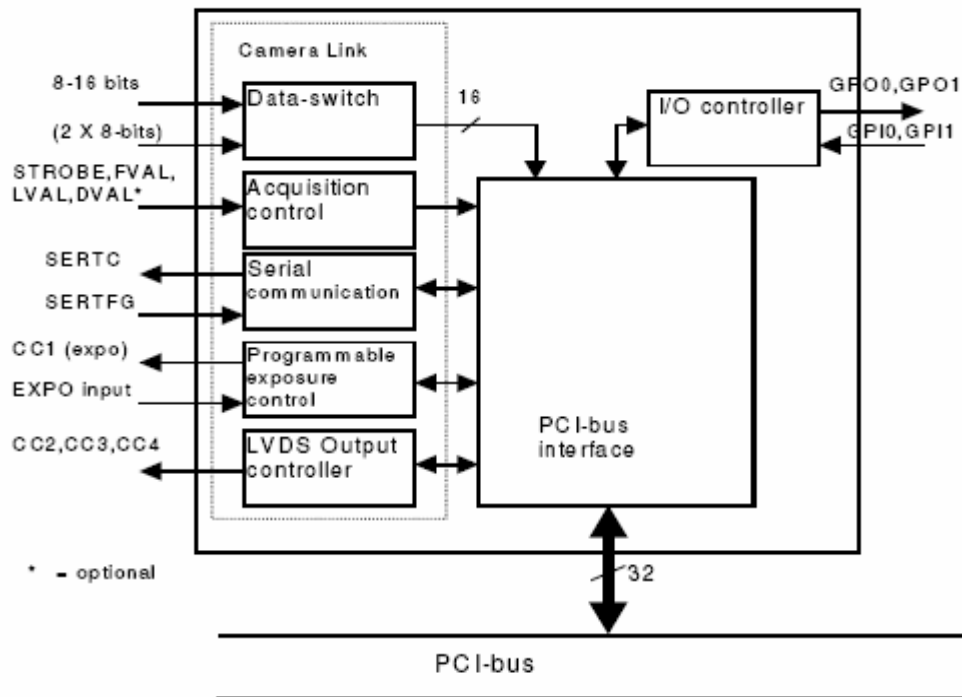 Camera Link
8-16 bits
(2 X 8-bits)
Data-switch
16
I/O controller
GPO0,GPO1
GPI0,GPI1
STROBE,FVAL,
LVAL,DVAL*
Acquisition
control
SERTC
SERTFG
Serial
communication
CC1 (expo)
EXPO input
Programmable
exposure
control
CC2,CC3,CC4
LVDS Output
controller
PCI-bus
interface
* - optional
32
PCI-bus